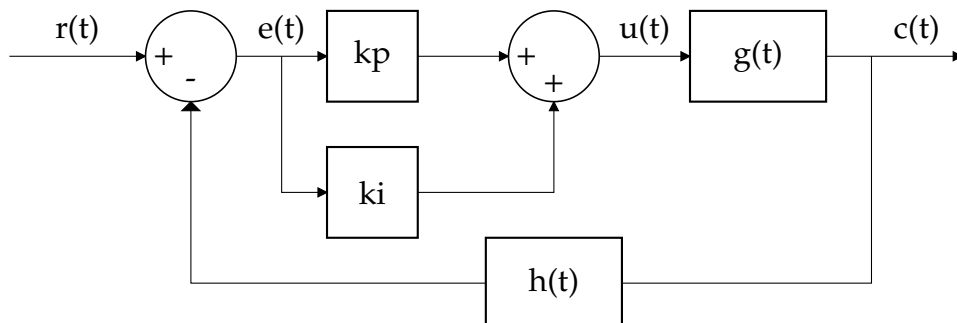 r(t) e(t) kp u(t) g(t) c(t)
+ - + +
ki
h(t)